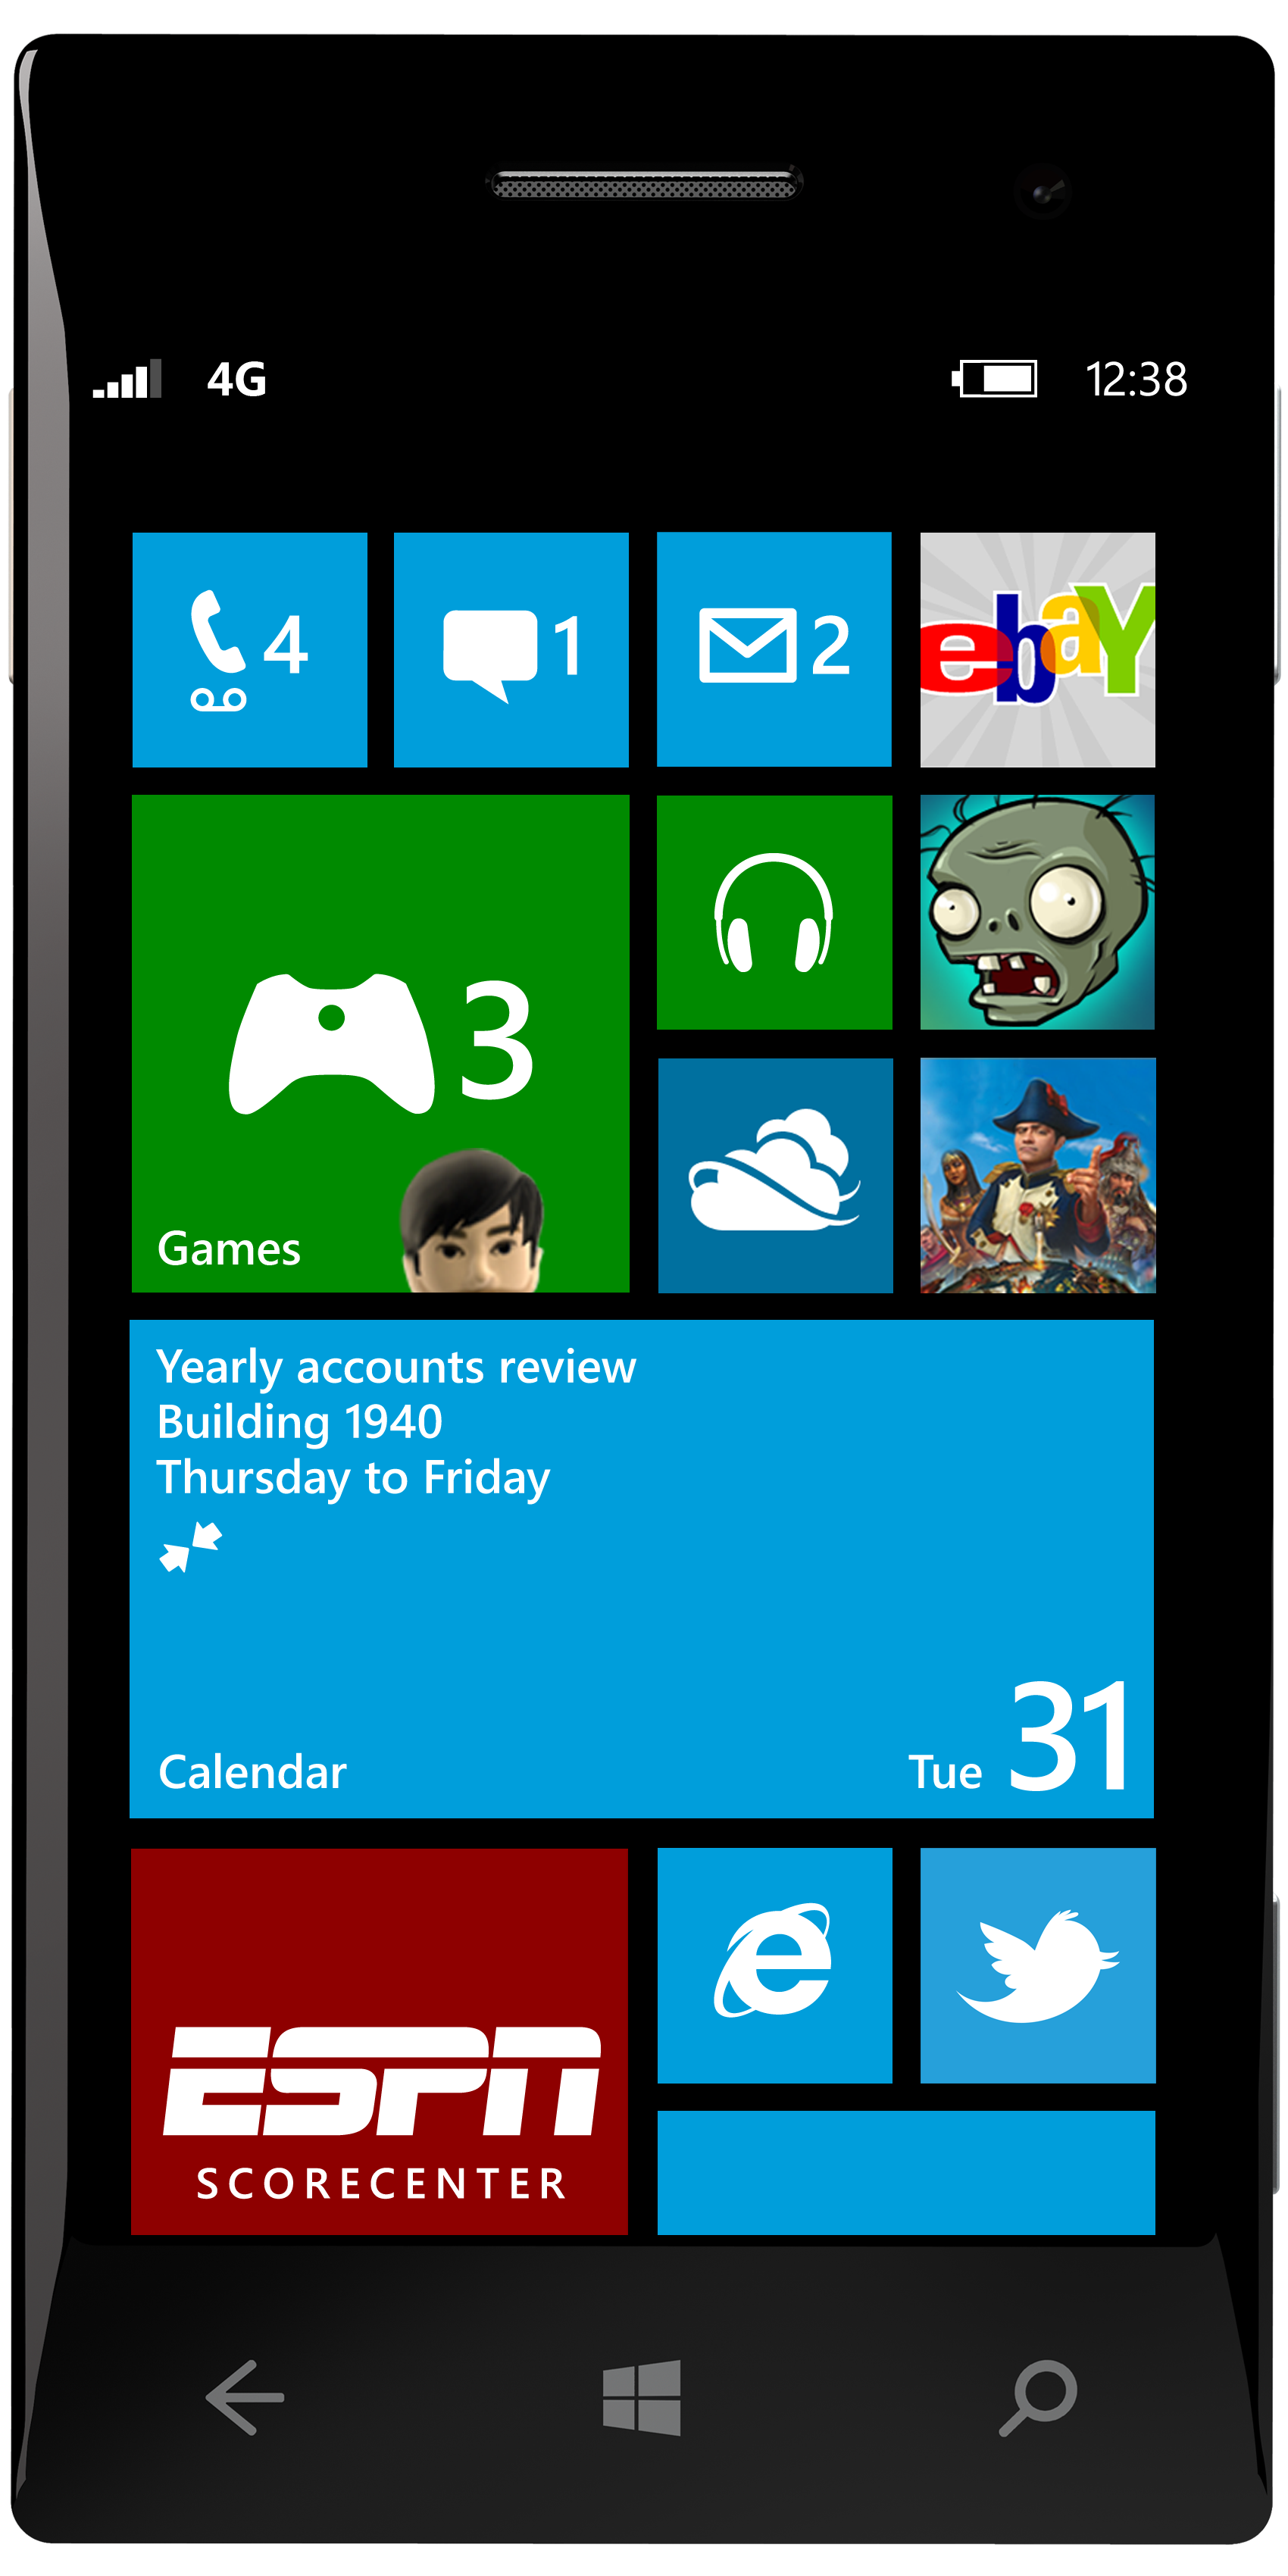 4G 12:38
4 1 2 ebaY
3
Games
Yearly accounts review
Building 1940
Thursday to Friday
Calendar Tue 31
ESPN
SCORECENTER